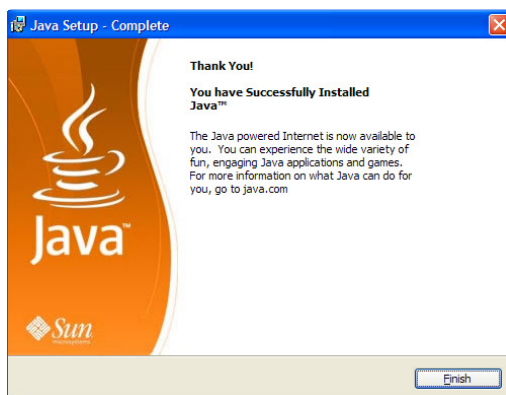 Java Setup - Complete
Thank You!
You have Successfully Installed
Java™
The Java powered Internet is now available to
you. You can experience the wide variety of
fun, engaging Java applications and games.
For more information on what Java can do for
you, go to java.com
Java™
Sun
microsystems
Finish